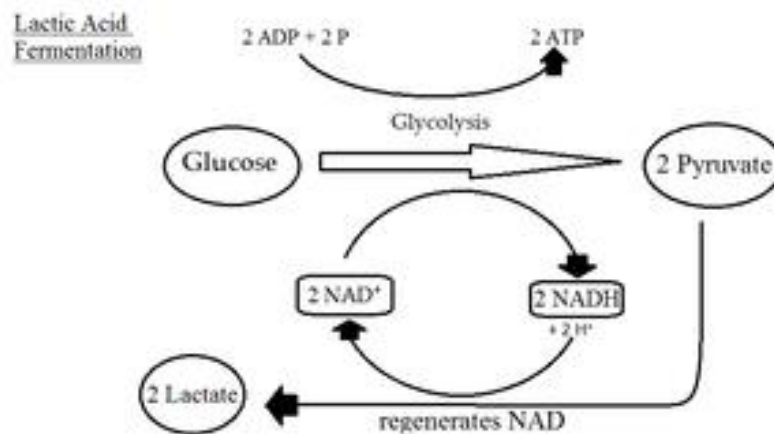 Lactic Acid
Fermentation
2 ADP + 2 P
2 ATP
Glycolysis
Glucose
2 Pyruvate
2 NAD⁺
2 NADH
+ 2 H⁺
2 Lactate
regenerates NAD